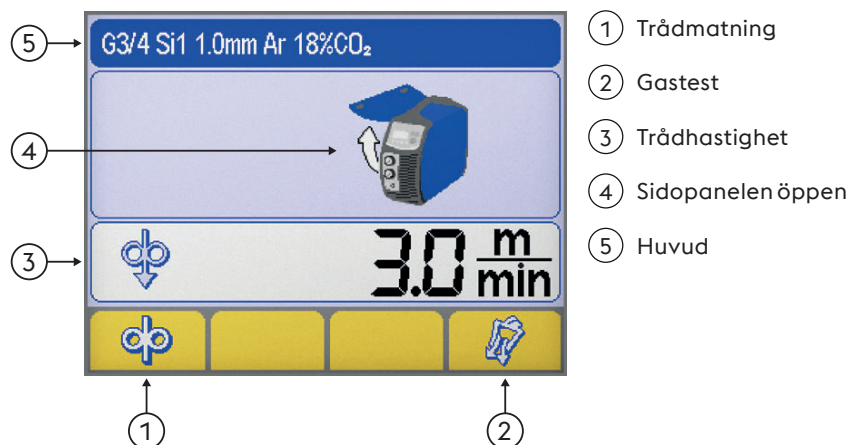 5 G3/4 Si1 1.0mm Ar 18%CO₂
4
3 3.0 m/min
1 2
1 Trådmatning
2 Gastest
3 Trådhastighet
4 Sidopanelen öppen
5 Huvud